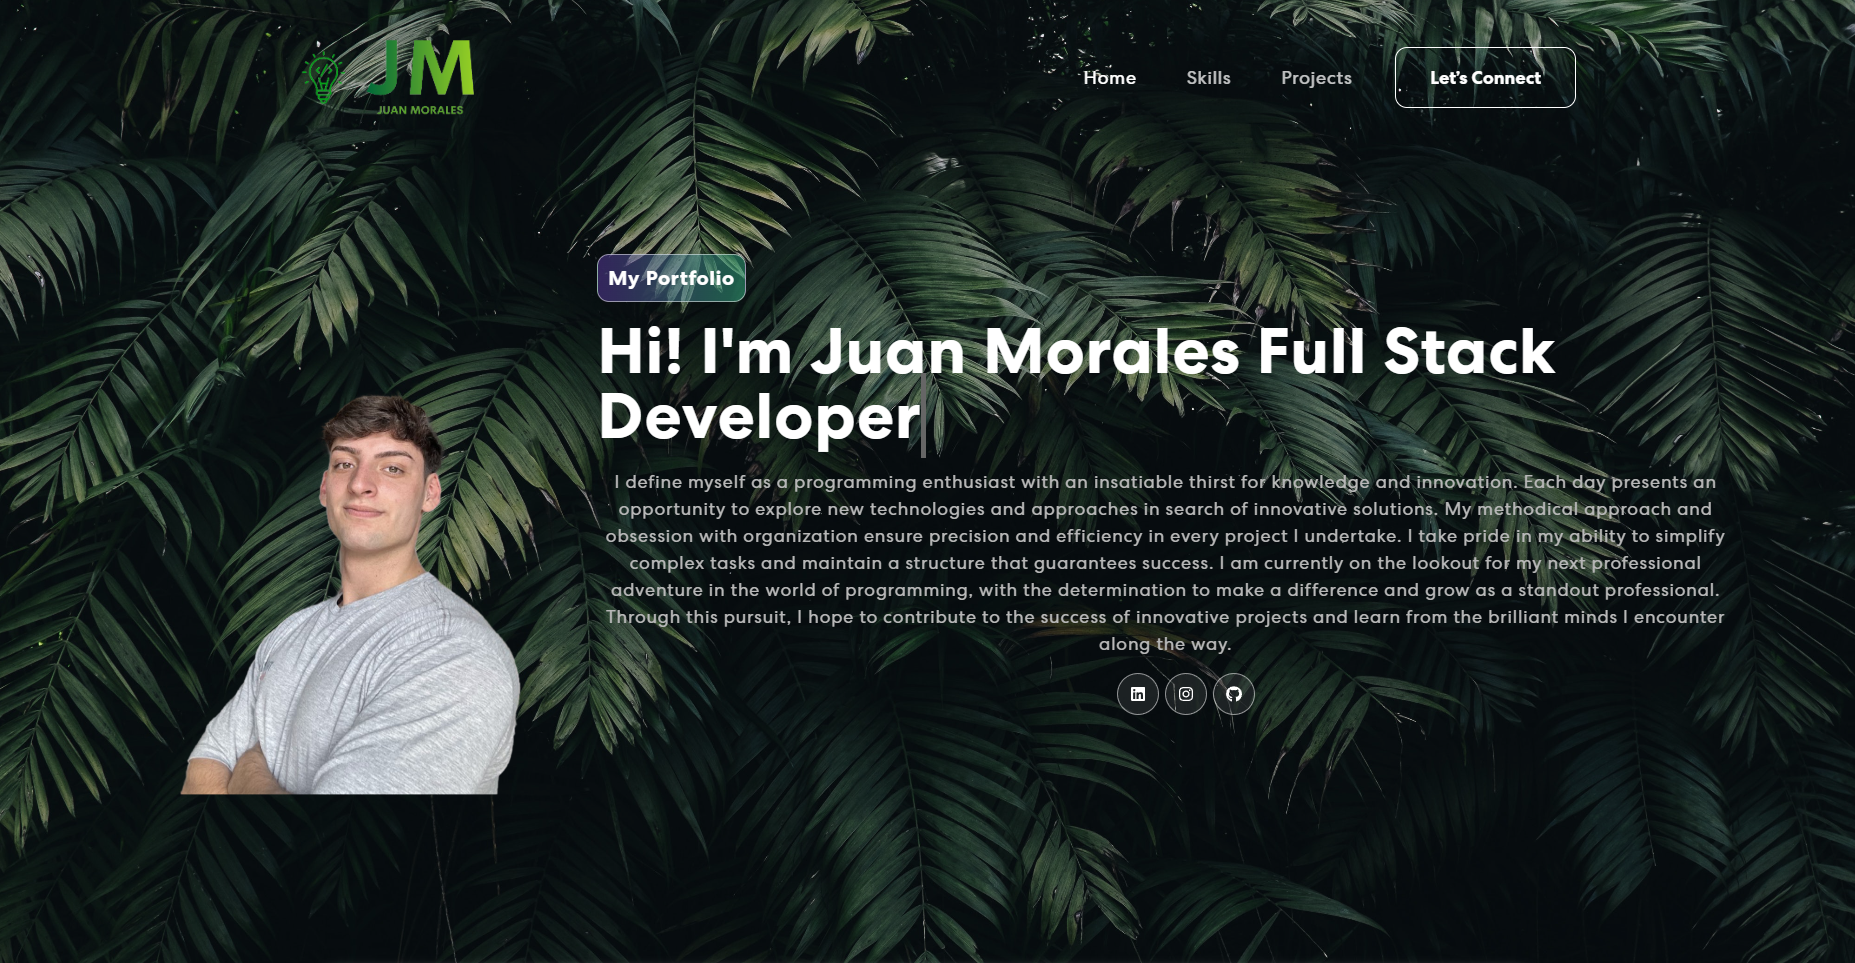 JM
JUAN MORALES
Home Skills Projects Let's Connect
My Portfolio
Hi! I'm Juan Morales Full Stack
Developer
I define myself as a programming enthusiast with an insatiable thirst for knowledge and innovation. Each day presents an
opportunity to explore new technologies and approaches in search of innovative solutions. My methodical approach and
obsession with organization ensure precision and efficiency in every project I undertake. I take pride in my ability to simplify
complex tasks and maintain a structure that guarantees success. I am currently on the lookout for my next professional
adventure in the world of programming, with the determination to make a difference and grow as a standout professional.
Through this pursuit, I hope to contribute to the success of innovative projects and learn from the brilliant minds I encounter
along the way.
in